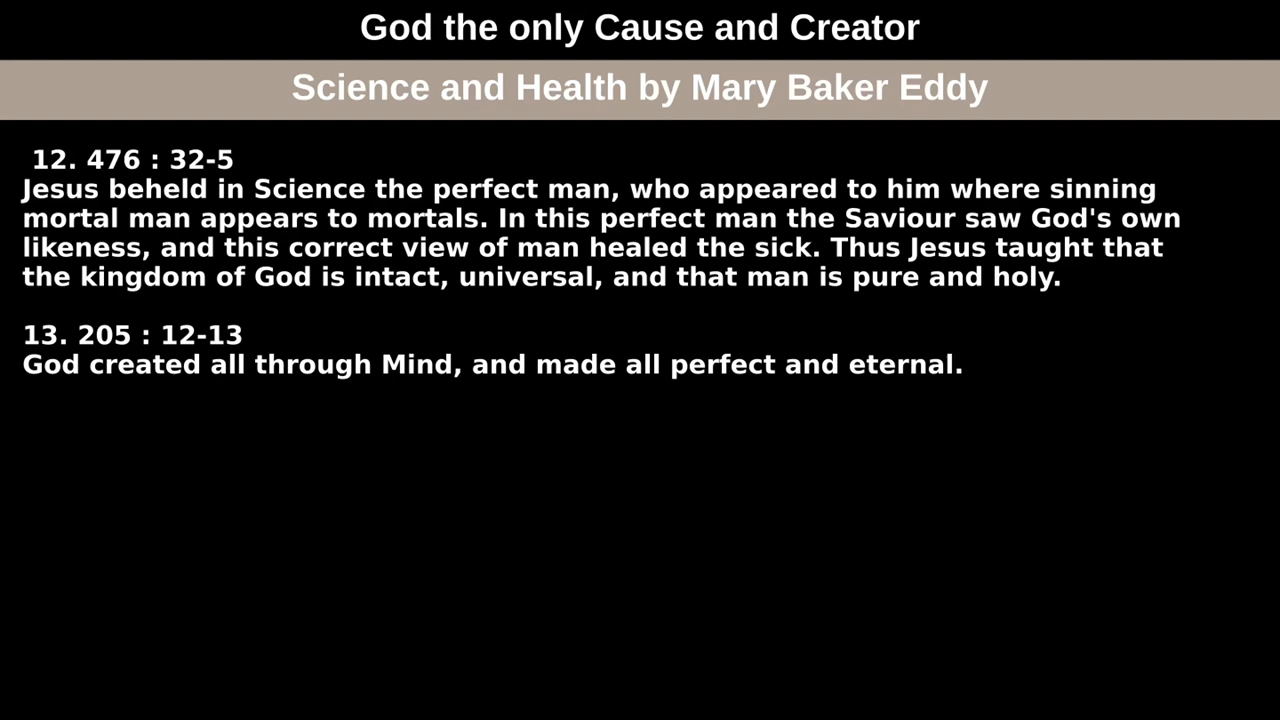 God the only Cause and Creator
Science and Health by Mary Baker Eddy
12. 476 : 32-5
Jesus beheld in Science the perfect man, who appeared to him where sinning
mortal man appears to mortals. In this perfect man the Saviour saw God's own
likeness, and this correct view of man healed the sick. Thus Jesus taught that
the kingdom of God is intact, universal, and that man is pure and holy.
13. 205 : 12-13
God created all through Mind, and made all perfect and eternal.